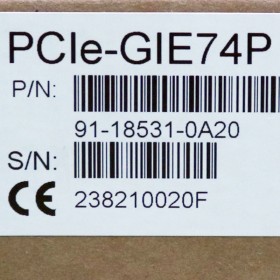 PCIe-GIE74P
P/N:
91-18531-0A20
S/N:
CE 238210020F